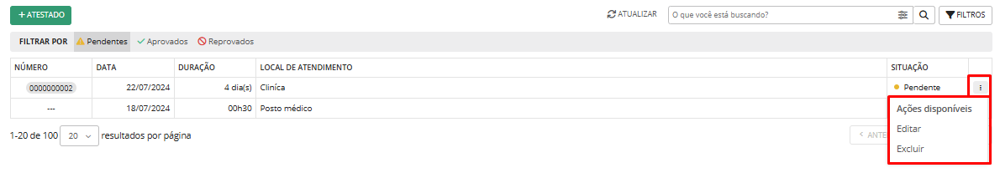 + ATESTADO
ATUALIZAR
O que você está buscando?
FILTROS
FILTRAR POR Pendentes Aprovados Reprovados
NÚMERO DATA DURAÇÃO LOCAL DE ATENDIMENTO SITUAÇÃO
0000000002 22/07/2024 4 dia(s) Cliníca Pendente
--- 18/07/2024 00h30 Posto médico
Ações disponíveis
Editar
Excluir
1-20 de 100 20 resultados por página
< ANTE